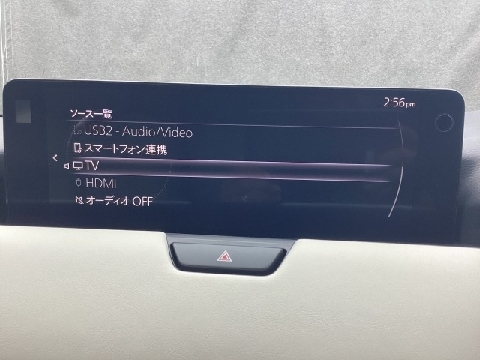 ソース一覧
2:56pm
USB2 - Audio/Video
スマートフォン連携
TV
HDMI
オーディオ OFF